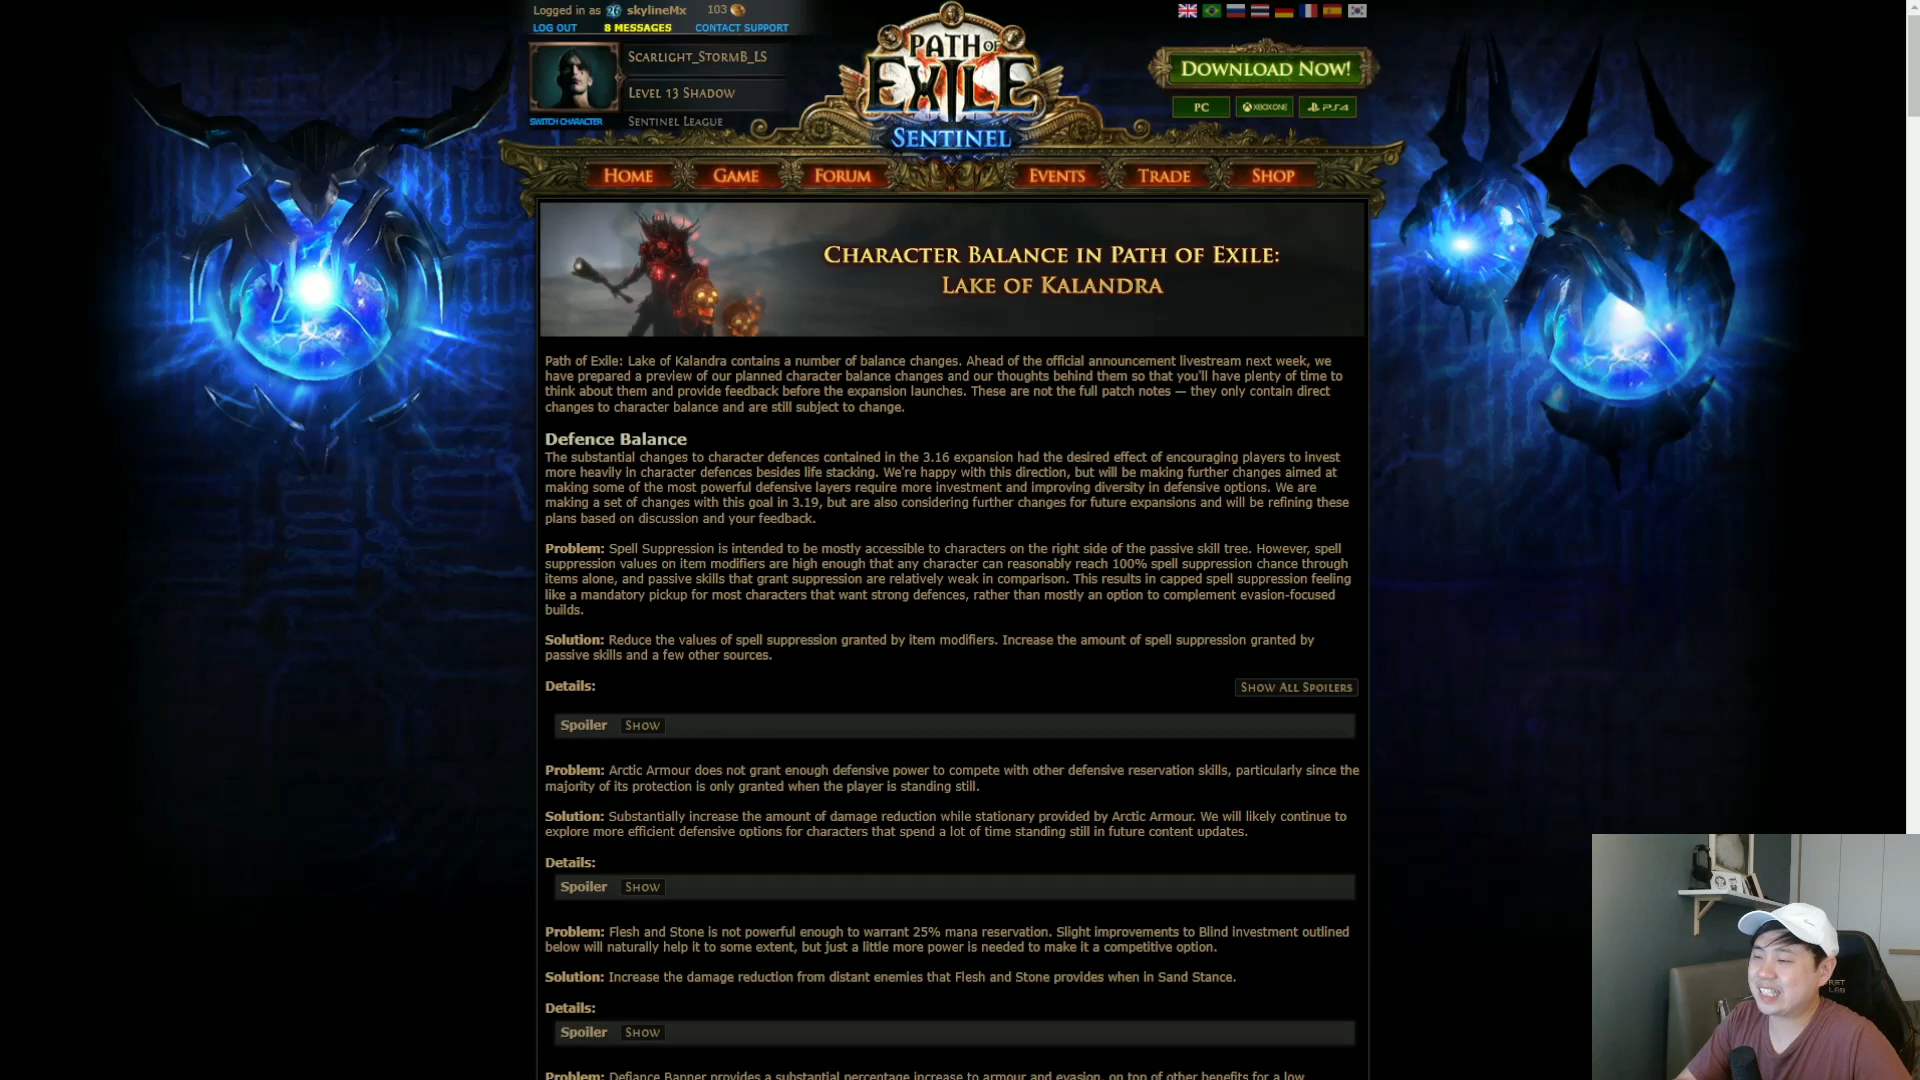 Logged in as 26 skylineMx 103
LOG OUT 8 MESSAGES CONTACT SUPPORT
Scarlight_StormB_LS
Level 13 Shadow
SWITCH CHARACTER Sentinel League
PATH OF
EXILE
SENTINEL
Download Now!
PC XBOX ONE PS4
Home Game Forum Events Trade Shop
Character Balance in Path of Exile:
Lake of Kalandra
Path of Exile: Lake of Kalandra contains a number of balance changes. Ahead of the official announcement livestream next week, we
have prepared a preview of our planned character balance changes and our thoughts behind them so that you'll have plenty of time to
think about them and provide feedback before the expansion launches. These are not the full patch notes — they only contain direct
changes to character balance and are still subject to change.
Defence Balance
The substantial changes to character defences contained in the 3.16 expansion had the desired effect of encouraging players to invest
more heavily in character defences besides life stacking. We're happy with this direction, but will be making further changes aimed at
making some of the most powerful defensive layers require more investment and improving diversity in defensive options. We are
making a set of changes with this goal in 3.19, but are also considering further changes for future expansions and will be refining these
plans based on discussion and your feedback.
Problem: Spell Suppression is intended to be mostly accessible to characters on the right side of the passive skill tree. However, spell
suppression values on item modifiers are high enough that any character can reasonably reach 100% spell suppression chance through
items alone, and passive skills that grant suppression are relatively weak in comparison. This results in capped spell suppression feeling
like a mandatory pickup for most characters that want strong defences, rather than mostly an option to complement evasion-focused
builds.
Solution: Reduce the values of spell suppression granted by item modifiers. Increase the amount of spell suppression granted by
passive skills and a few other sources.
Details: Show All Spoilers
Spoiler Show
Problem: Arctic Armour does not grant enough defensive power to compete with other defensive reservation skills, particularly since the
majority of its protection is only granted when the player is standing still.
Solution: Substantially increase the amount of damage reduction while stationary provided by Arctic Armour. We will likely continue to
explore more efficient defensive options for characters that spend a lot of time standing still in future content updates.
Details:
Spoiler Show
Problem: Flesh and Stone is not powerful enough to warrant 25% mana reservation. Slight improvements to Blind investment outlined
below will naturally help it to some extent, but just a little more power is needed to make it a competitive option.
Solution: Increase the damage reduction from distant enemies that Flesh and Stone provides when in Sand Stance.
Details:
Spoiler Show
Problem: Defiance Banner provides a substantial percentage increase to armour and evasion, on top of other benefits for a low